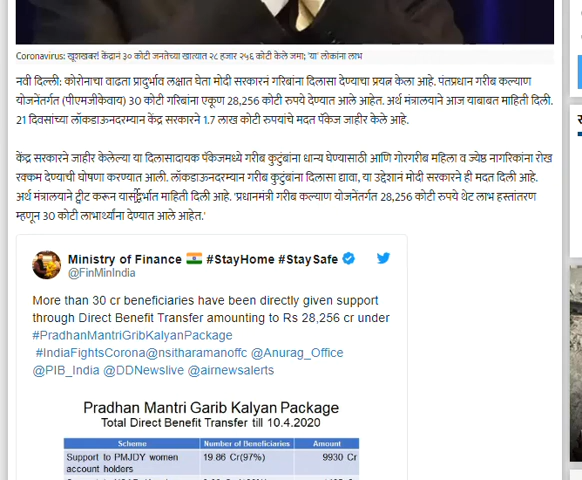 Coronavirus: खूशखबर! केंद्रानं ३० कोटी जनतेच्या खात्यात २८ हजार २५६ कोटी केले जमा; 'या' लोकांना लाभ
नवी दिल्ली: कोरोनाचा वाढता प्रादुर्भाव लक्षात घेता मोदी सरकारनं गरिबांना दिलासा देण्याचा प्रयत्न केला आहे. पंतप्रधान गरीब कल्याण
योजनेंतर्गत (पीएमजीकेवाय) 30 कोटी गरिबांना एकूण 28,256 कोटी रुपये देण्यात आले आहेत. अर्थ मंत्रालयाने आज याबाबत माहिती दिली.
21 दिवसांच्या लॉकडाऊनदरम्यान केंद्र सरकारने 1.7 लाख कोटी रुपयांचे मदत पॅकेज जाहीर केले आहे.
केंद्र सरकारने जाहीर केलेल्या या दिलासादायक पॅकेजमध्ये गरीब कुटुंबांना धान्य घेण्यासाठी आणि गोरगरीब महिला व ज्येष्ठ नागरिकांना रोख
रक्कम देण्याची घोषणा करण्यात आली. लॉकडाऊनदरम्यान गरीब कुटुंबांना दिलासा द्यावा, या उद्देशानं मोदी सरकारने ही मदत दिली आहे.
अर्थ मंत्रालयाने ट्वीट करून यासंर्दुभात माहिती दिली आहे. 'प्रधानमंत्री गरीब कल्याण योजनेंतर्गत 28,256 कोटी रुपये थेट लाभ हस्तांतरण
म्हणून 30 कोटी लाभार्थ्यांना देण्यात आले आहेत.'
Ministry of Finance 🇮🇳 #StayHome #StaySafe
@FinMinIndia
More than 30 cr beneficiaries have been directly given support
through Direct Benefit Transfer amounting to Rs 28,256 cr under
#PradhanMantriGribKalyanPackage
#IndiaFightsCorona@nsitharamanoffc @Anurag_Office
@PIB_India @DDNewslive @airnewsalerts
Pradhan Mantri Garib Kalyan Package
Total Direct Benefit Transfer till 10.4.2020
Scheme Number of Beneficiaries Amount
Support to PMJDY women 19.86 Cr(97%) 9930 Cr
account holders